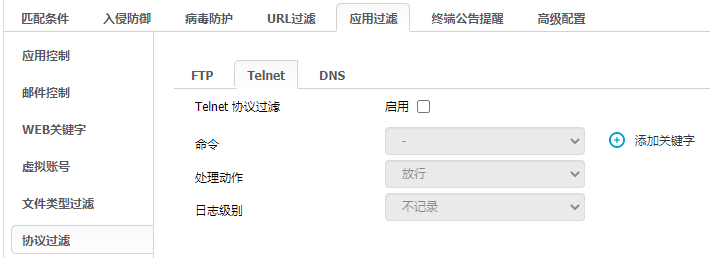 匹配条件 入侵防御 病毒防护 URL过滤 应用过滤 终端公告提醒 高级配置
应用控制
邮件控制
WEB关键字
虚拟账号
文件类型过滤
协议过滤
FTP Telnet DNS
Telnet 协议过滤 启用
命令 - 添加关键字
处理动作 放行
日志级别 不记录